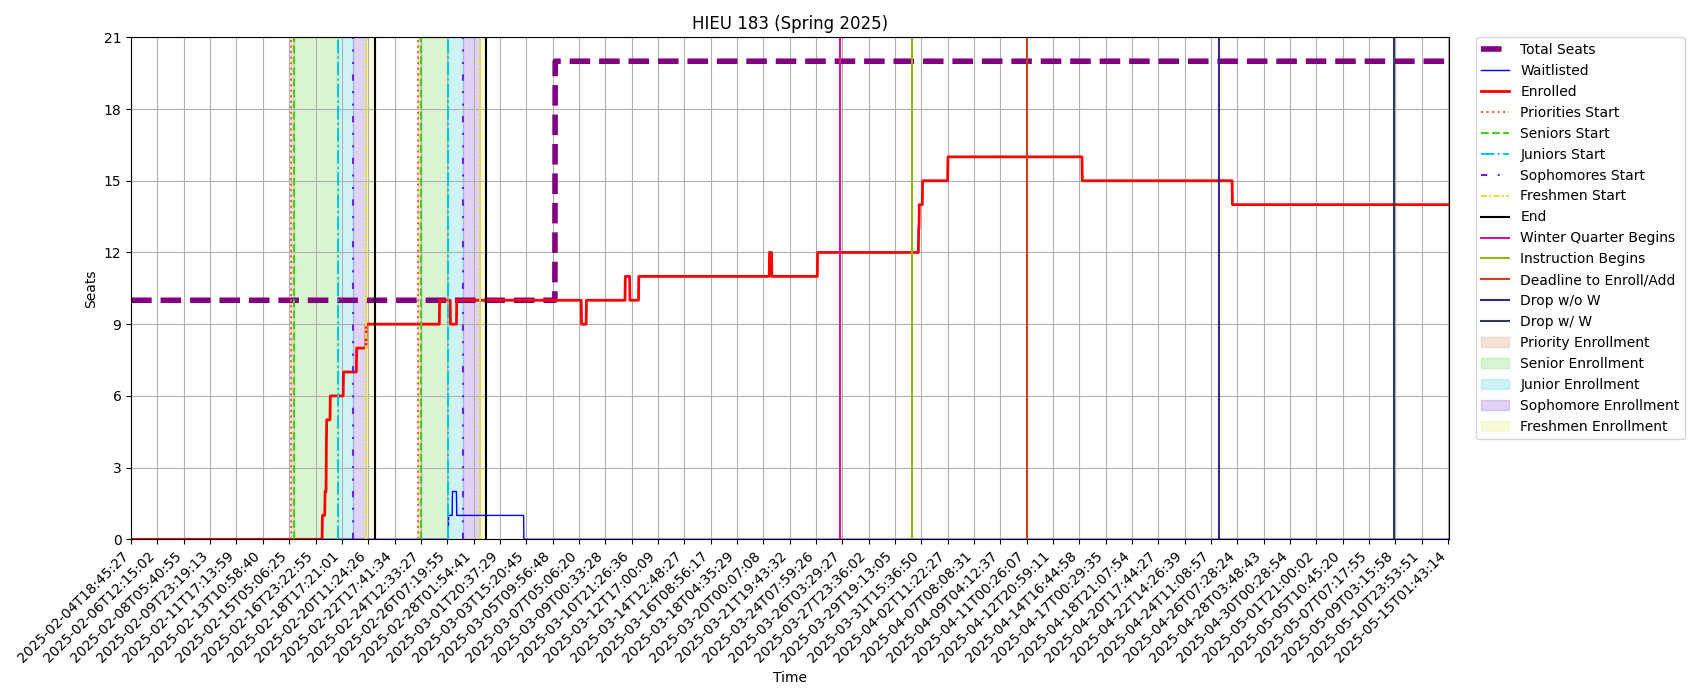 HIEU 183 (Spring 2025)
21
18
15
12
9
6
3
0
Seats
2025-02-04T18:45:27
2025-02-06T12:15:02
2025-02-08T05:40:55
2025-02-09T23:19:13
2025-02-11T17:13:59
2025-02-13T10:58:40
2025-02-15T05:06:25
2025-02-16T23:22:55
2025-02-18T17:21:01
2025-02-20T11:24:26
2025-02-22T17:41:34
2025-02-24T12:33:27
2025-02-26T07:19:55
2025-02-28T01:54:41
2025-03-01T20:37:29
2025-03-03T15:20:45
2025-03-05T09:56:48
2025-03-07T05:06:20
2025-03-09T00:33:28
2025-03-10T21:26:36
2025-03-12T17:00:09
2025-03-14T12:48:27
2025-03-16T08:56:17
2025-03-18T04:35:29
2025-03-20T00:07:08
2025-03-21T19:43:32
2025-03-24T07:59:26
2025-03-26T03:29:27
2025-03-27T23:36:02
2025-03-29T19:13:05
2025-03-31T15:36:50
2025-04-02T11:22:27
2025-04-07T08:08:31
2025-04-09T04:12:37
2025-04-11T00:26:07
2025-04-12T20:59:11
2025-04-14T16:44:58
2025-04-17T00:29:35
2025-04-18T21:07:54
2025-04-20T17:44:27
2025-04-22T14:26:39
2025-04-24T11:08:57
2025-04-26T07:28:24
2025-04-28T03:48:43
2025-04-30T00:28:54
2025-05-01T21:00:02
2025-05-05T10:45:20
2025-05-07T07:17:55
2025-05-09T03:15:58
2025-05-10T23:53:51
2025-05-15T01:43:14
Time
Total Seats
Waitlisted
Enrolled
Priorities Start
Seniors Start
Juniors Start
Sophomores Start
Freshmen Start
End
Winter Quarter Begins
Instruction Begins
Deadline to Enroll/Add
Drop w/o W
Drop w/ W
Priority Enrollment
Senior Enrollment
Junior Enrollment
Sophomore Enrollment
Freshmen Enrollment